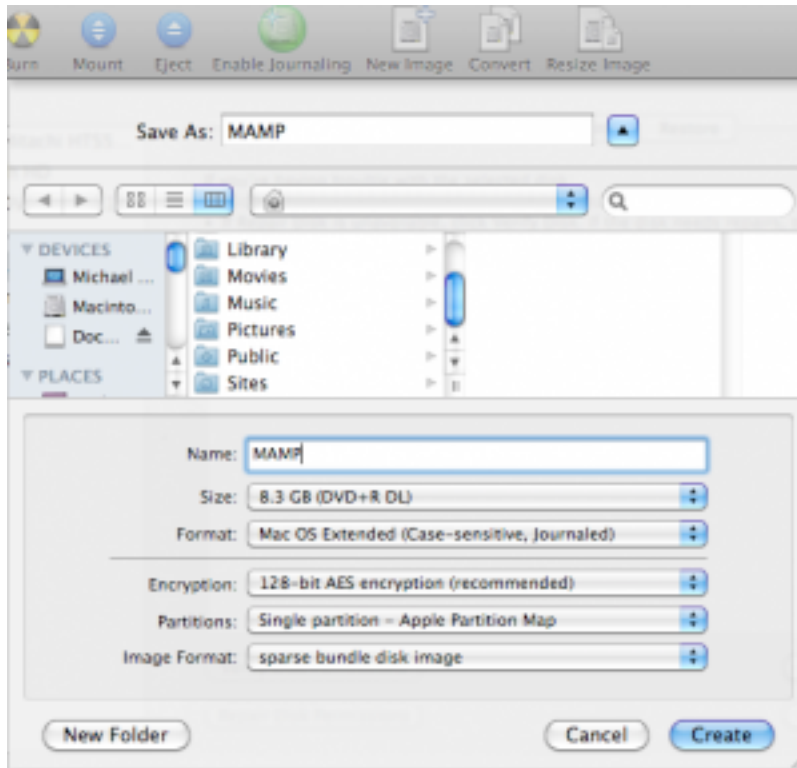 Burn Mount Eject Enable Journaling New Image Convert Resize Image
Save As: MAMP
DEVICES
Michael ...
Macinto...
Doc...
PLACES
Library
Movies
Music
Pictures
Public
Sites
Name: MAMP
Size: 8.3 GB (DVD+R DL)
Format: Mac OS Extended (Case-sensitive, Journaled)
Encryption: 128-bit AES encryption (recommended)
Partitions: Single partition – Apple Partition Map
Image Format: sparse bundle disk image
New Folder Cancel Create